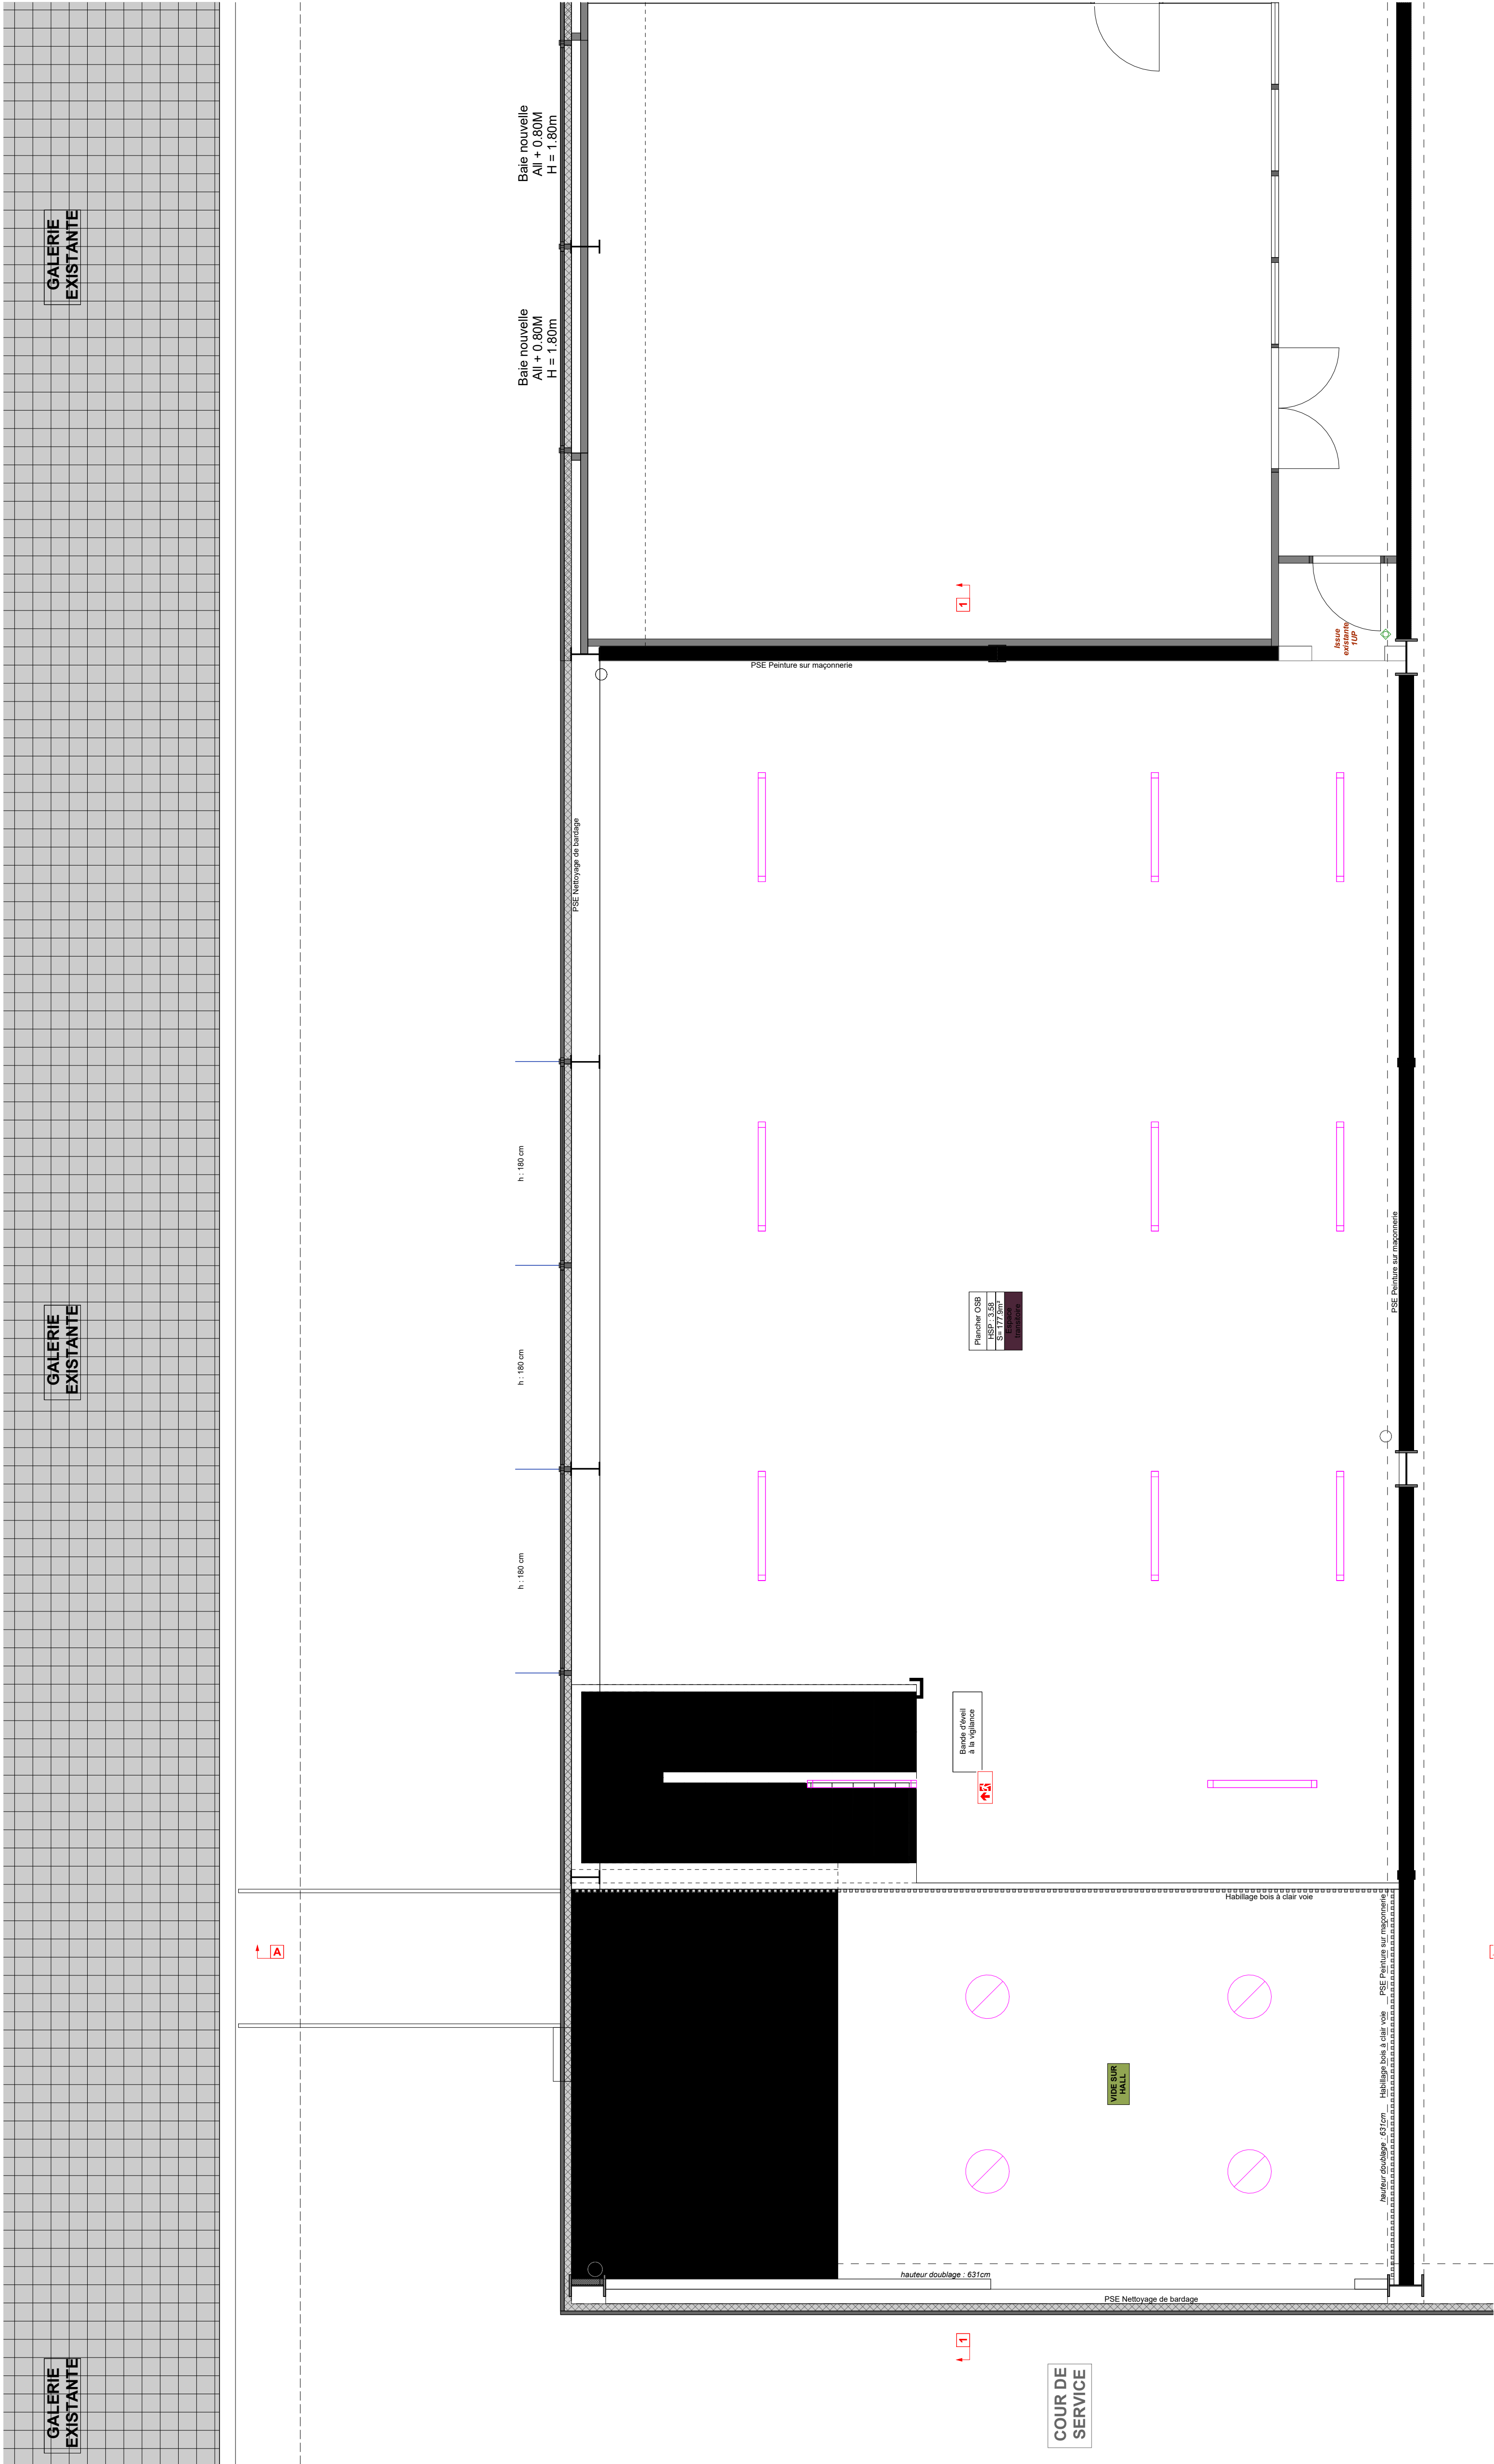 GALERIE
EXISTANTE
Baie nouvelle
All + 0.80M
H = 1.80m
Baie nouvelle
All + 0.80M
H = 1.80m
1
Issue
existante
1UP
PSE Peinture sur maçonnerie
PSE Nettoyage de bardage
h : 180 cm
h : 180 cm
h : 180 cm
GALERIE
EXISTANTE
Plancher OSB
HSP : 3.58
S= 177.9m²
Espace
transitoire
PSE Peinture sur maçonnerie
Bande d'éveil
à la vigilance
Habillage bois à clair voie
A
PSE Peinture sur maçonnerie
Habillage bois à clair voie
hauteur doublage : 631cm
VIDE SUR
HALL
hauteur doublage : 631cm
PSE Nettoyage de bardage
1
GALERIE
EXISTANTE
COUR DE
SERVICE